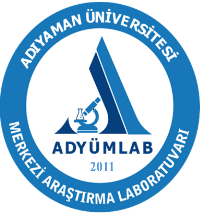 ADIYAMAN ÜNİVERSİTESİ
ADYÜMLAB
2011
MERKEZİ ARAŞTIRMA LABORATUVARI